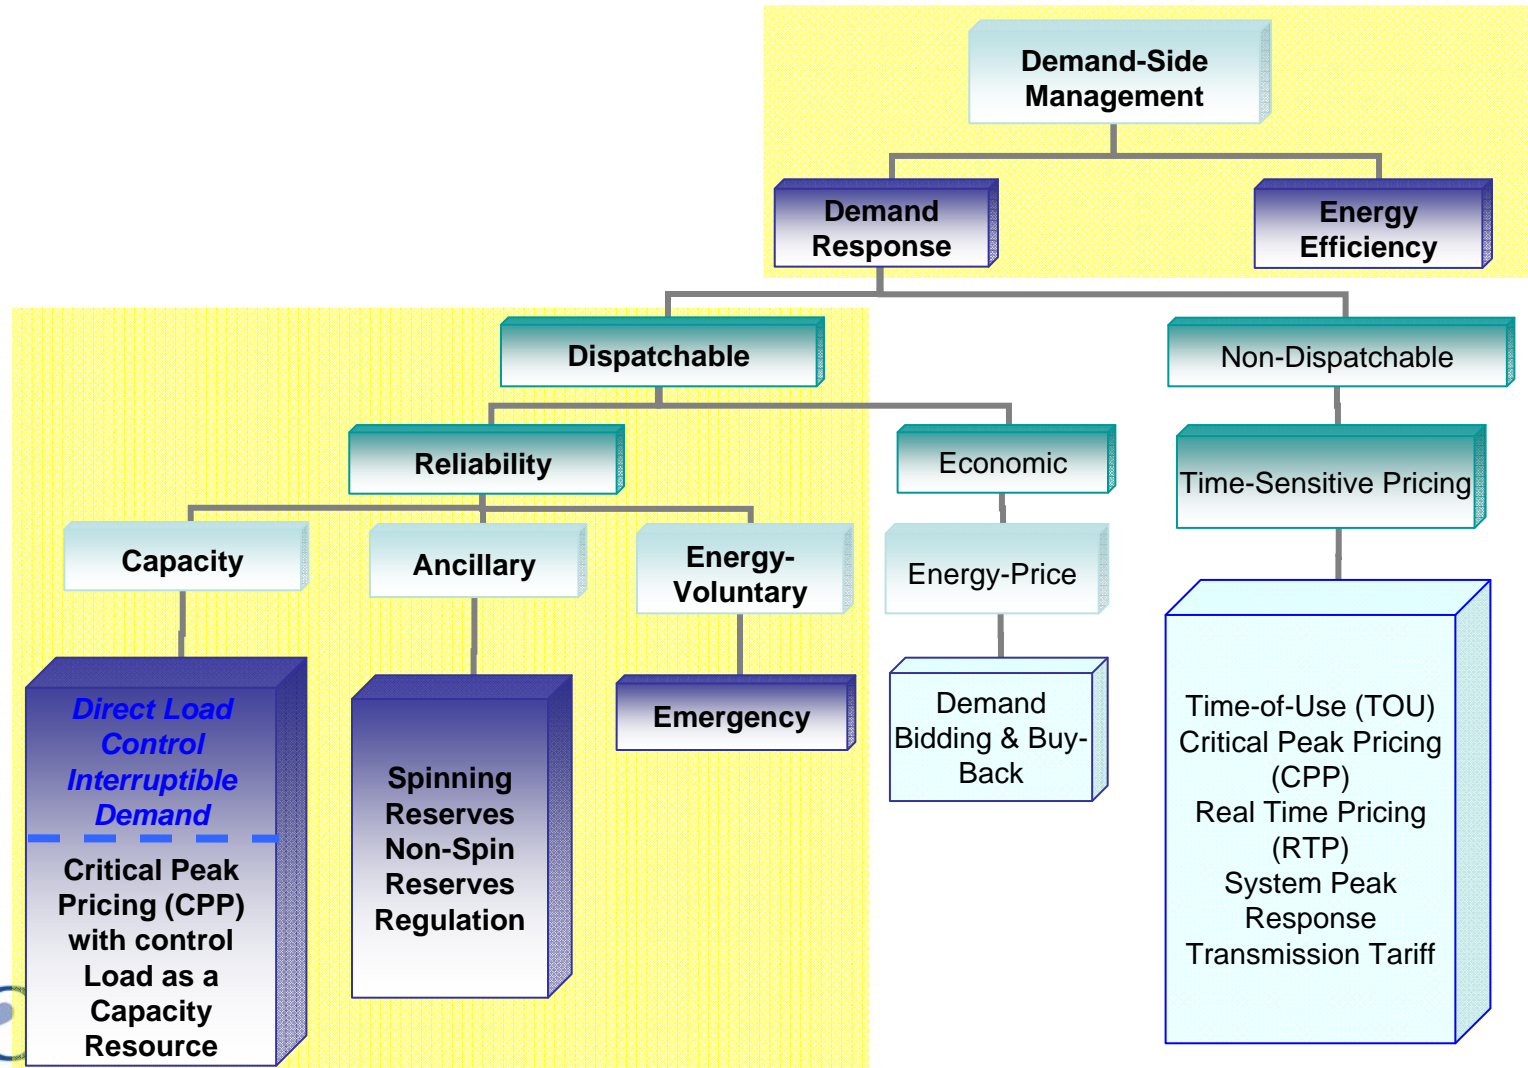 Demand-Side
Management
Demand
Response
Energy
Efficiency
Dispatchable
Non-Dispatchable
Reliability
Economic
Time-Sensitive Pricing
Capacity
Ancillary
Energy-
Voluntary
Energy-Price
Direct Load
Control
Interruptible
Demand
Critical Peak
Pricing (CPP)
with control
Load as a
Capacity
Resource
Spinning
Reserves
Non-Spin
Reserves
Regulation
Emergency
Demand
Bidding & Buy-
Back
Time-of-Use (TOU)
Critical Peak Pricing
(CPP)
Real Time Pricing
(RTP)
System Peak
Response
Transmission Tariff